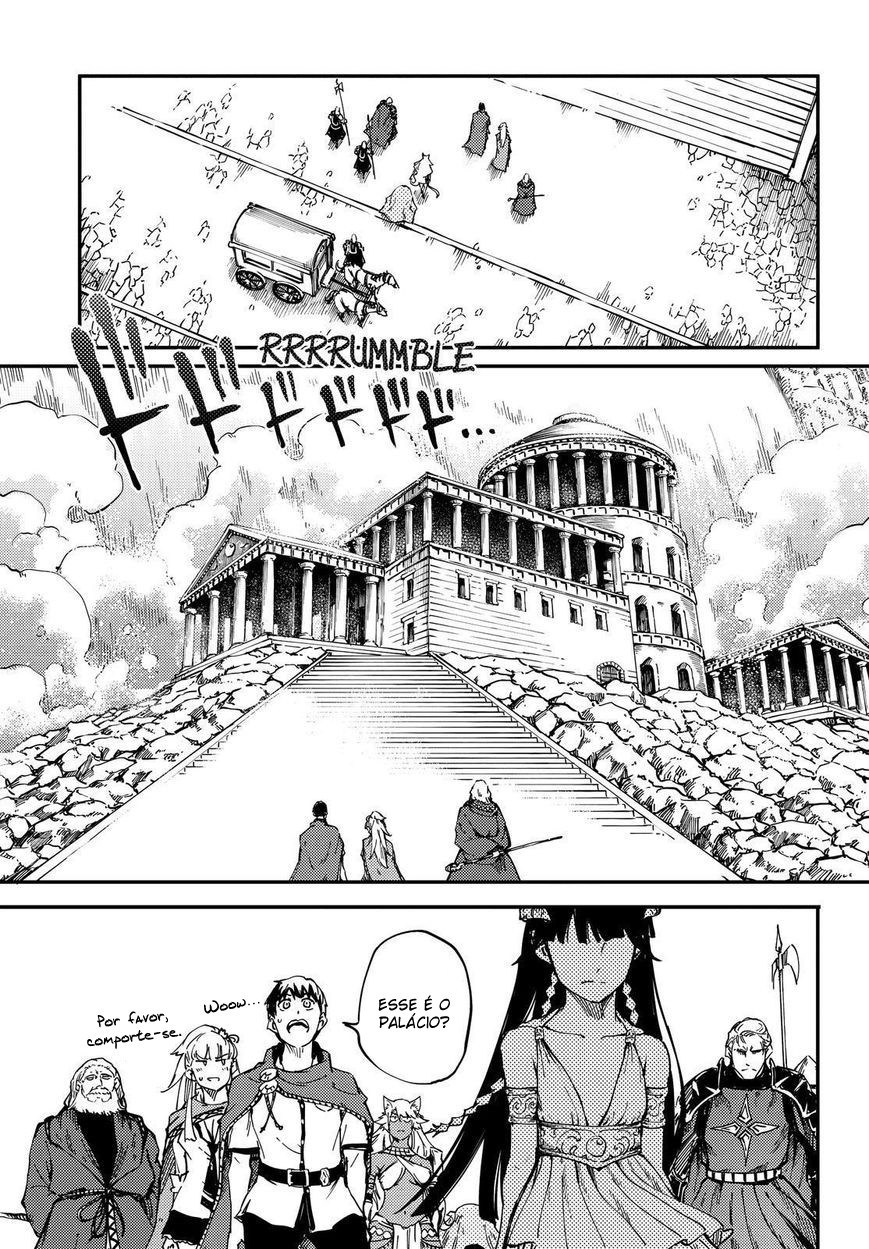 RRRRUMMBLE
ドドドドドド...
ESSE É O
PALÁCIO?
Woow...
Por favor,
comporte-se.